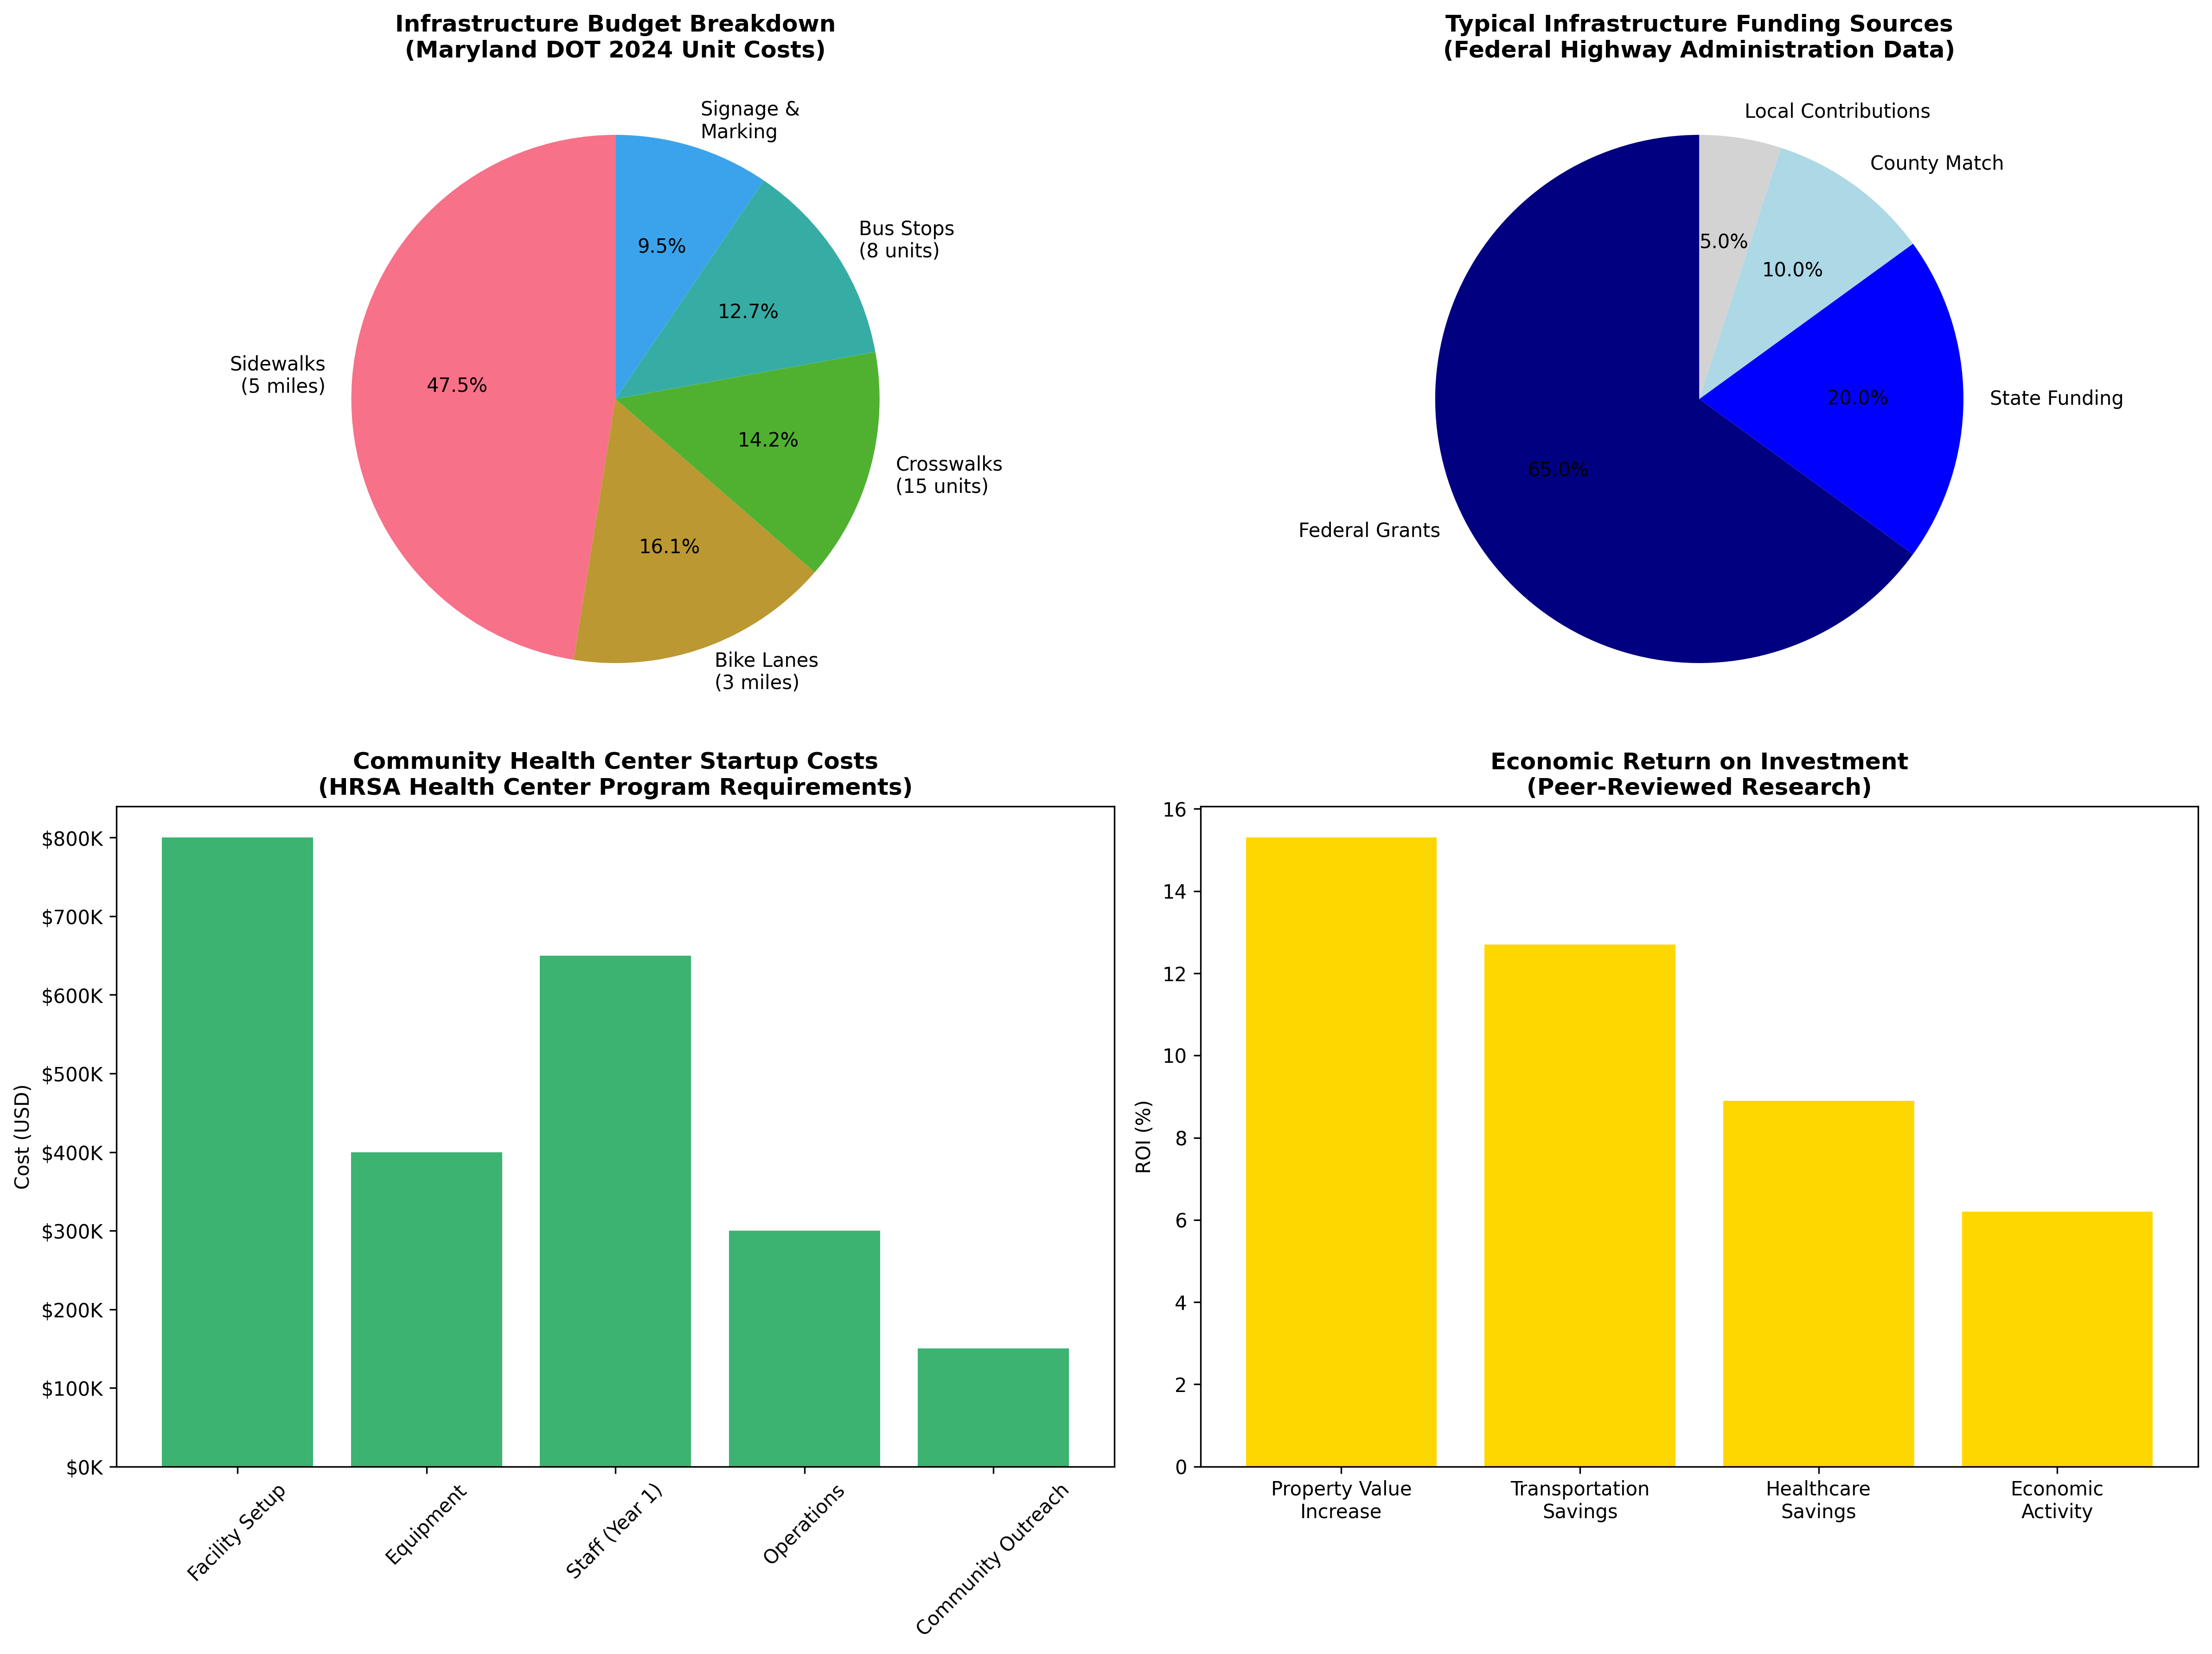 Infrastructure Budget Breakdown
(Maryland DOT 2024 Unit Costs)
Signage &
Marking
9.5%
Bus Stops
(8 units)
12.7%
Sidewalks
(5 miles)
47.5%
14.2%
Crosswalks
(15 units)
16.1%
Bike Lanes
(3 miles)
Typical Infrastructure Funding Sources
(Federal Highway Administration Data)
Local Contributions
County Match
5.0%
10.0%
20.0%
State Funding
65.0%
Federal Grants
Community Health Center Startup Costs
(HRSA Health Center Program Requirements)
Cost (USD)
$800K
$700K
$600K
$500K
$400K
$300K
$200K
$100K
$0K
Facility Setup
Equipment
Staff (Year 1)
Operations
Community Outreach
Economic Return on Investment
(Peer-Reviewed Research)
ROI (%)
16
14
12
10
8
6
4
2
0
Property Value
Increase
Transportation
Savings
Healthcare
Savings
Economic
Activity